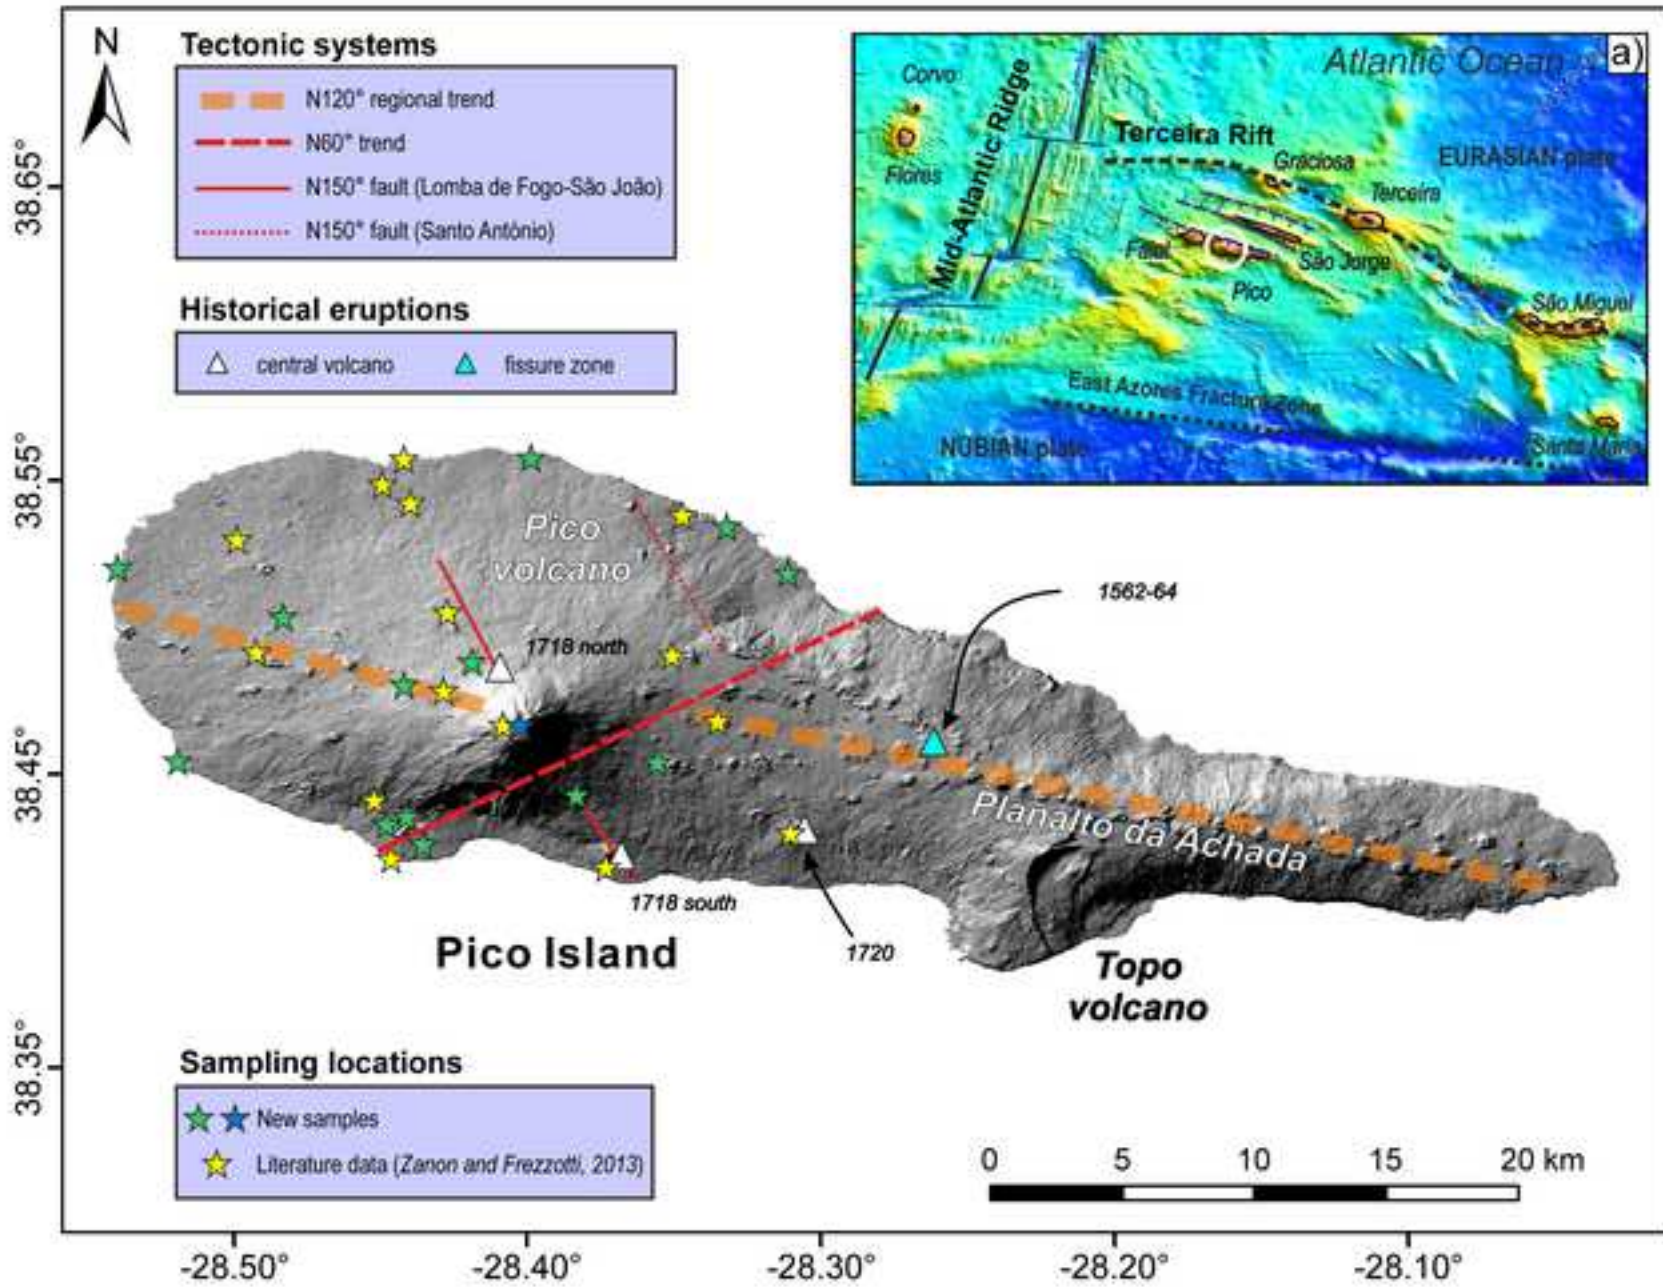 N
Tectonic systems
N120° regional trend
N60° trend
N150° fault (Lomba de Fogo-São João)
N150° fault (Santo António)
Historical eruptions
central volcano
fissure zone
a)
Atlantic Ocean
Corvo
Flores
Mid-Atlantic Ridge
Terceira Rift
Graciosa
EURASIAN plate
Terceira
Faial
São Jorge
Pico
São Miguel
East Azores Fracture Zone
NUBIAN plate
Santa Maria
38.65°
38.55°
38.45°
38.35°
Pico
volcano
1562-64
1718 north
Planalto da Achada
1718 south
1720
Pico Island
Topo
volcano
Sampling locations
New samples
Literature data (Zanon and Frezzotti, 2013)
0 5 10 15 20 km
-28.50° -28.40° -28.30° -28.20° -28.10°